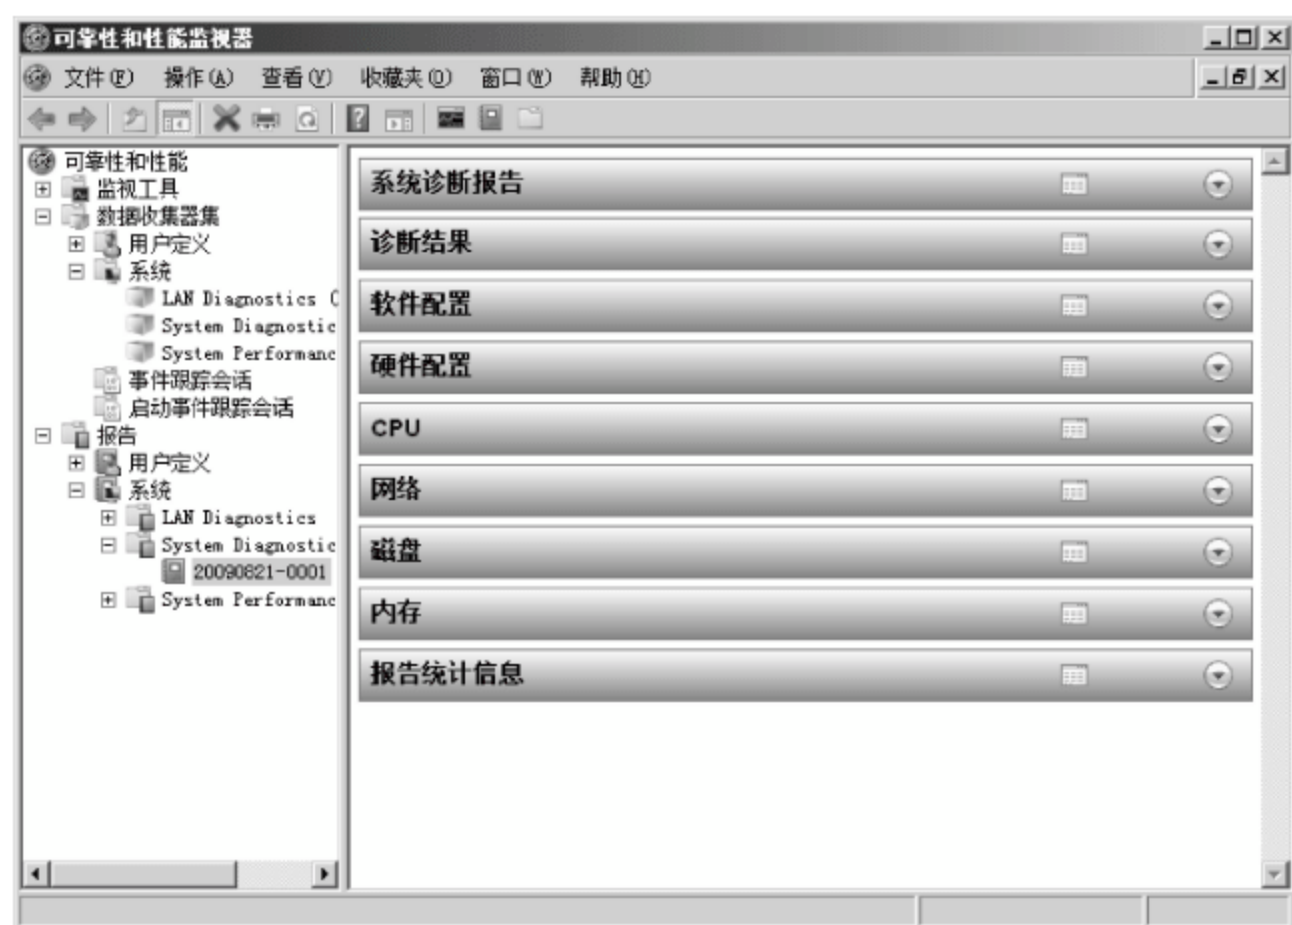 可靠性和性能监视器
文件(F) 操作(A) 查看(V) 收藏夹(O) 窗口(W) 帮助(H)
可靠性和性能
监视工具
数据收集器集
用户定义
系统
LAN Diagnostics
System Diagnostic
System Performanc
事件跟踪会话
启动事件跟踪会话
报告
用户定义
系统
LAN Diagnostics
System Diagnostic
20090821-0001
System Performanc
系统诊断报告
诊断结果
软件配置
硬件配置
CPU
网络
磁盘
内存
报告统计信息